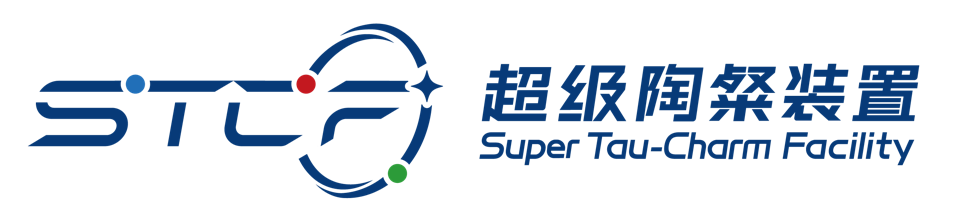 STCF
超级陶粲装置
Super Tau-Charm Facility